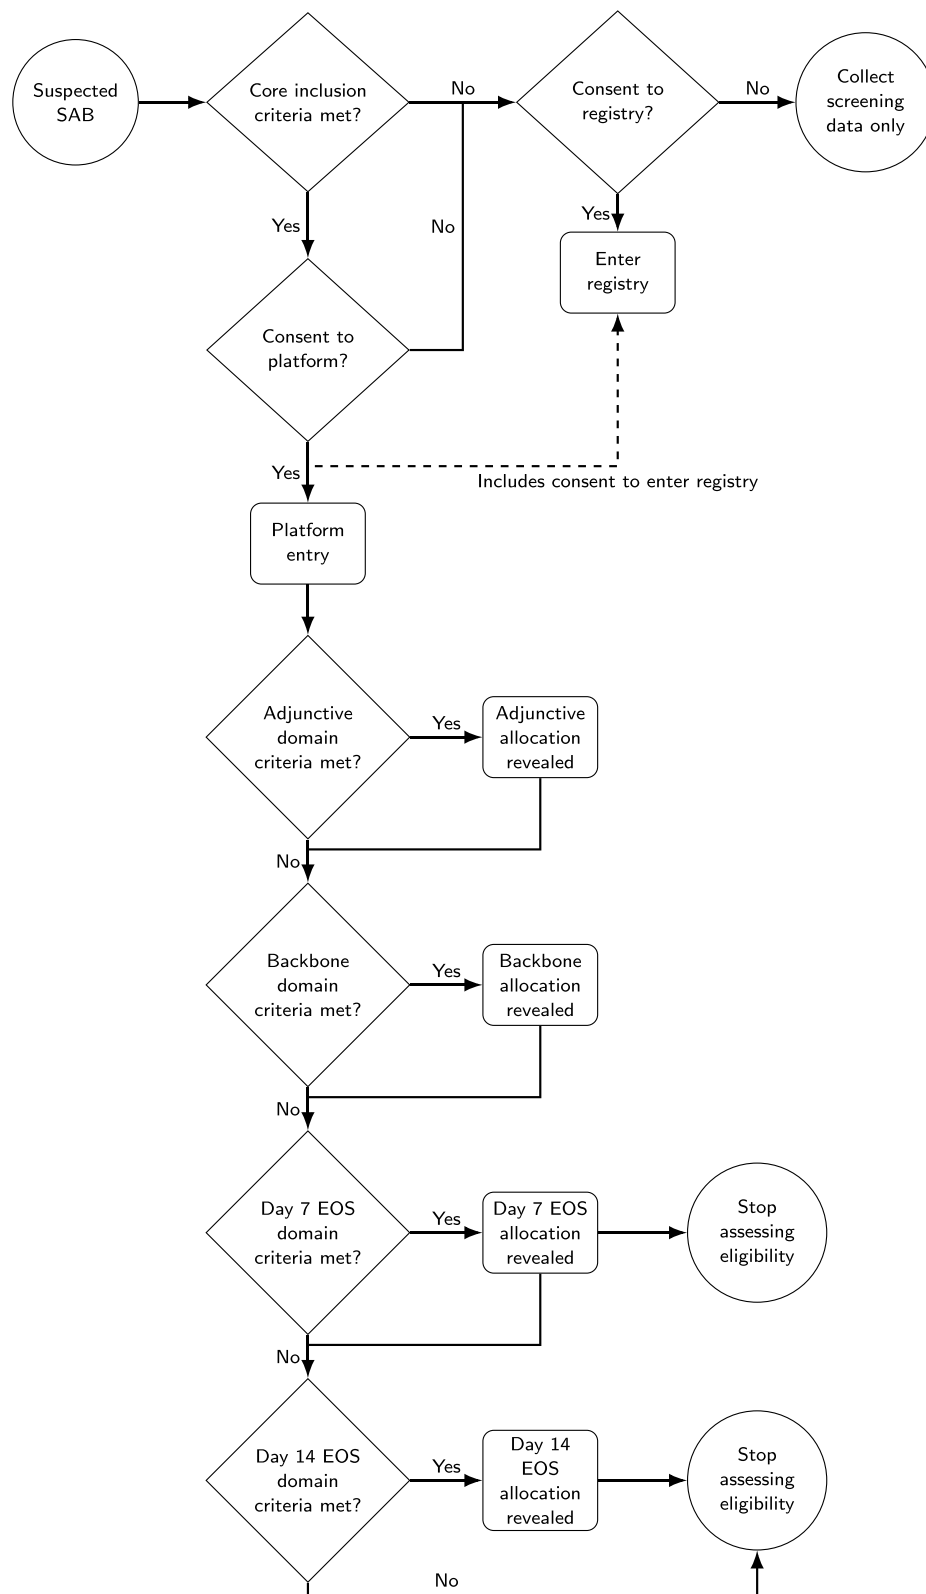 Suspected
SAB
Core inclusion
criteria met?
No
Consent to
registry?
No
Collect
screening
data only
Yes
No
Yes
Enter
registry
Consent to
platform?
Yes
Includes consent to enter registry
Platform
entry
Adjunctive
domain
criteria met?
Yes
Adjunctive
allocation
revealed
No
Backbone
domain
criteria met?
Yes
Backbone
allocation
revealed
No
Day 7 EOS
domain
criteria met?
Yes
Day 7 EOS
allocation
revealed
Stop
assessing
eligibility
No
Day 14 EOS
domain
criteria met?
Yes
Day 14
EOS
allocation
revealed
Stop
assessing
eligibility
No